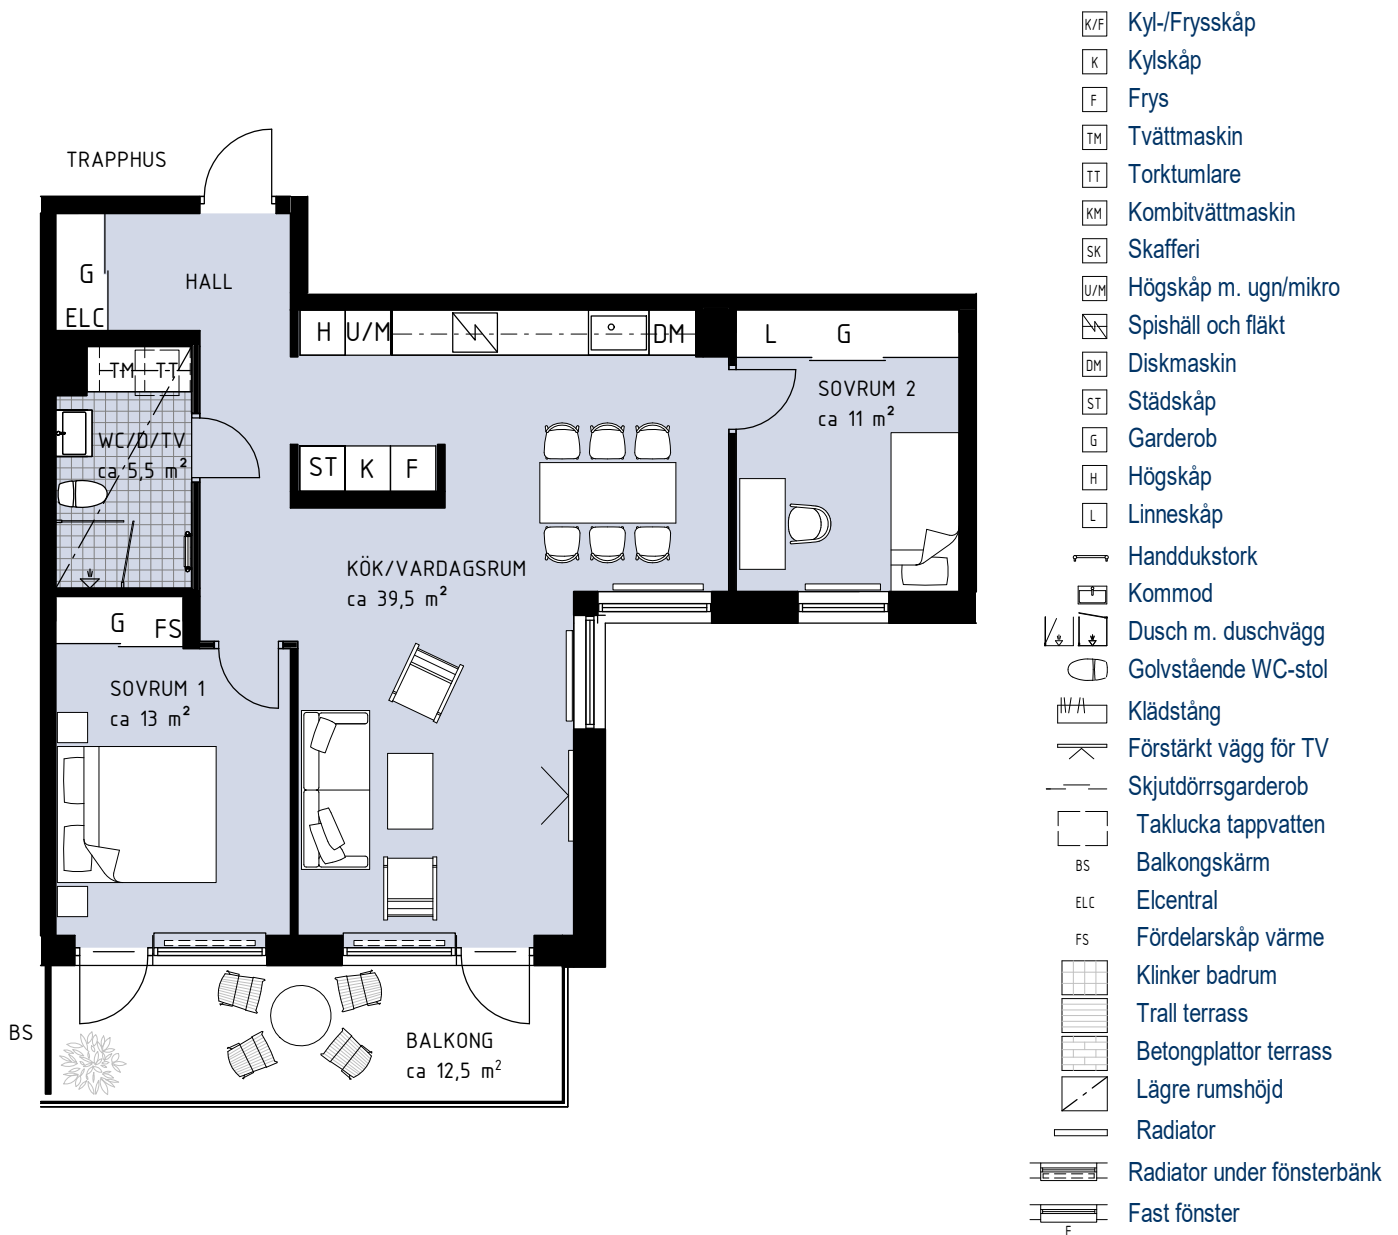 TRAPPHUS
G
HALL
ELC
H U/M DM
L G
TM TT
SOVRUM 2
ca 11 m²
WC/D/TV
ca 5,5 m²
ST K F
KÖK/VARDAGSRUM
ca 39,5 m²
G FS
SOVRUM 1
ca 13 m²
BS
BALKONG
ca 12,5 m²
K/F Kyl-/Frysskåp
K Kylskåp
F Frys
TM Tvättmaskin
TT Torktumlare
KM Kombitvättmaskin
SK Skafferi
U/M Högskåp m. ugn/mikro
Spishäll och fläkt
DM Diskmaskin
ST Städskåp
G Garderob
H Högskåp
L Linneskåp
Handdukstork
Kommod
Dusch m. duschvägg
Golvstående WC-stol
Klädstång
Förstärkt vägg för TV
Skjutdörrsgarderob
Taklucka tappvatten
BS Balkongskärm
ELC Elcentral
FS Fördelarskåp värme
Klinker badrum
Trall terrass
Betongplattor terrass
Lägre rumshöjd
Radiator
Radiator under fönsterbänk
Fast fönster
F